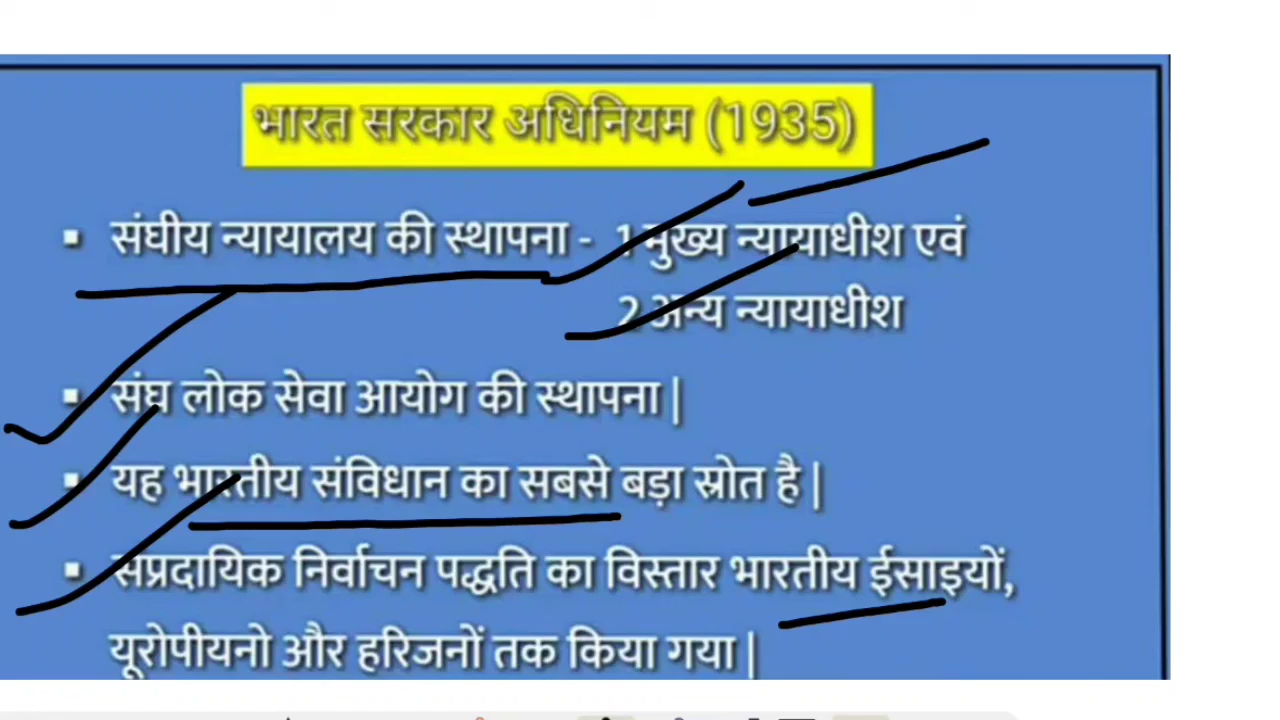 भारत सरकार अधिनियम (1935)
▪ संघीय न्यायालय की स्थापना - 1 मुख्य न्यायाधीश एवं
2 अन्य न्यायाधीश
▪ संघ लोक सेवा आयोग की स्थापना |
▪ यह भारतीय संविधान का सबसे बड़ा स्रोत है |
▪ सप्रदायिक निर्वाचन पद्धति का विस्तार भारतीय ईसाइयों,
यूरोपीयनो और हरिजनों तक किया गया |